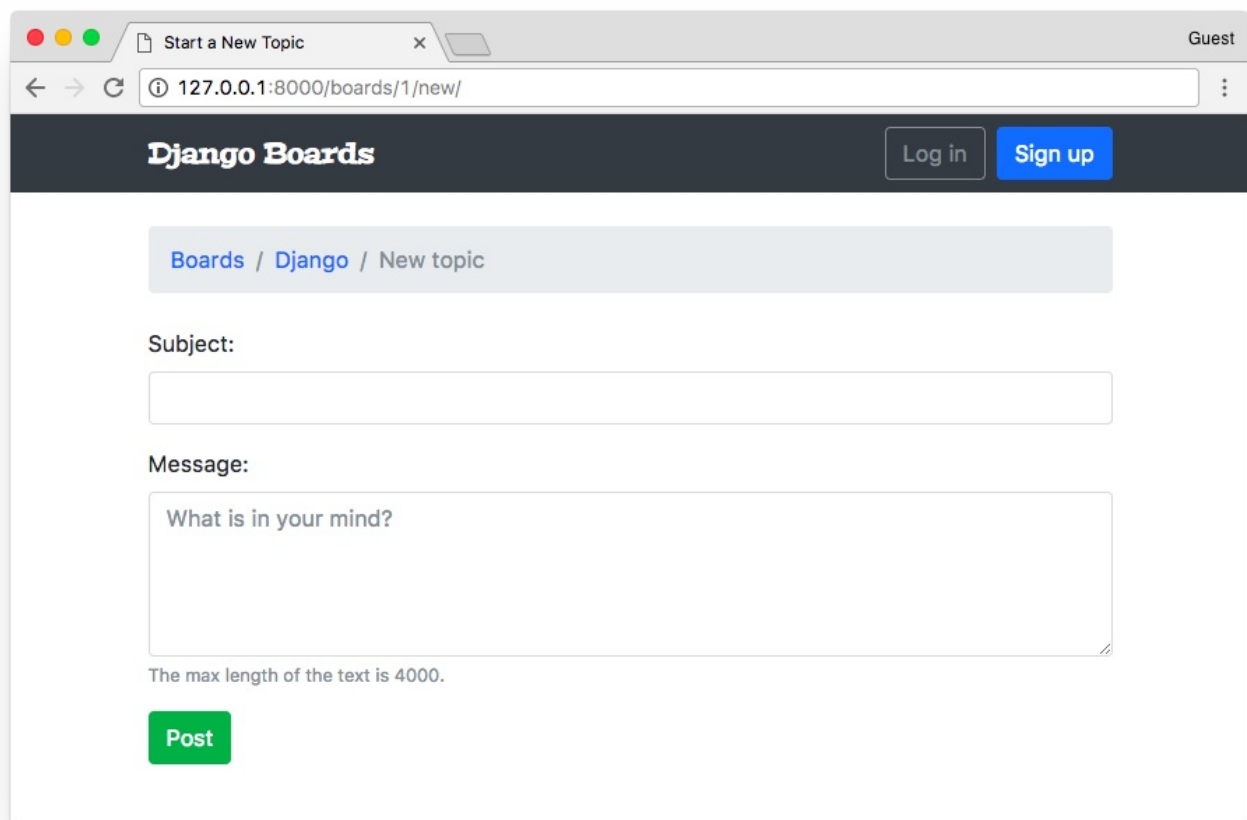 Start a New Topic
Guest
127.0.0.1:8000/boards/1/new/
Django Boards
Log in
Sign up
Boards / Django / New topic
Subject:
Message:
What is in your mind?
The max length of the text is 4000.
Post